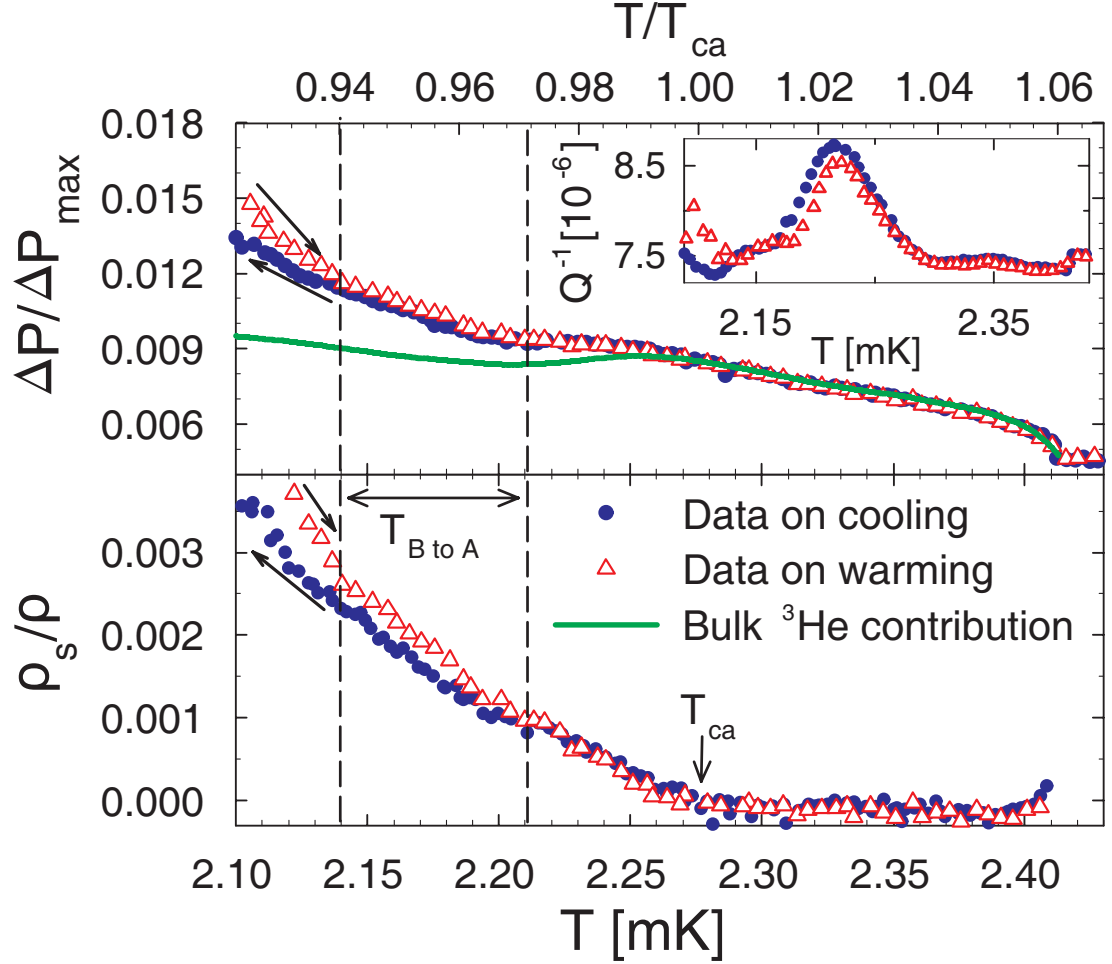 T/T_ca
0.94 0.96 0.98 1.00 1.02 1.04 1.06
0.018
0.015
0.012
0.009
0.006
ΔP/ΔP_max
8.5
7.5
Q^-1 [10^-6]
2.15 2.35
T [mK]
0.003
0.002
0.001
0.000
ρ_s/ρ
T_B to A
Data on cooling
Data on warming
Bulk ³He contribution
T_ca
2.10 2.15 2.20 2.25 2.30 2.35 2.40
T [mK]